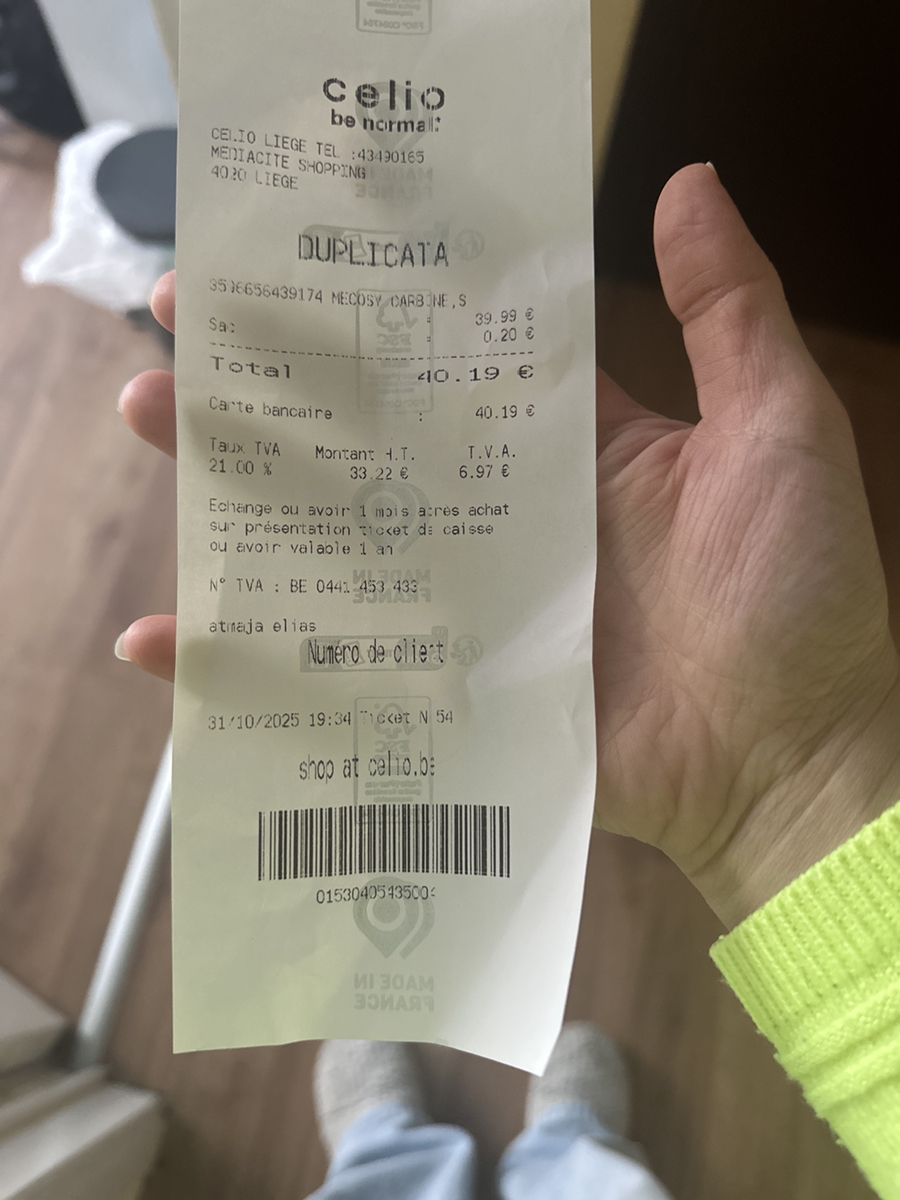 celio
be normal:
CELIO LIEGE TEL :43490165
MEDIACITE SHOPPING
4020 LIEGE
DUPLICATA
MECOSY CARBONE,S
: 39.99 €
Sac : 0.20 €
Total 40.19 €
Carte bancaire : 40.19 €
Taux TVA Montant H.T. T.V.A.
21.00 % 33.22 € 6.97 €
Echange ou avoir 1 mois après achat
sur présentation ticket de caisse
ou avoir valable 1 an
N° TVA : BE 0441 453 433
atmaja elias
Numéro de client
31/10/2025 19:34 Ticket N 54
shop at celio.be
MADE IN
FRANCE